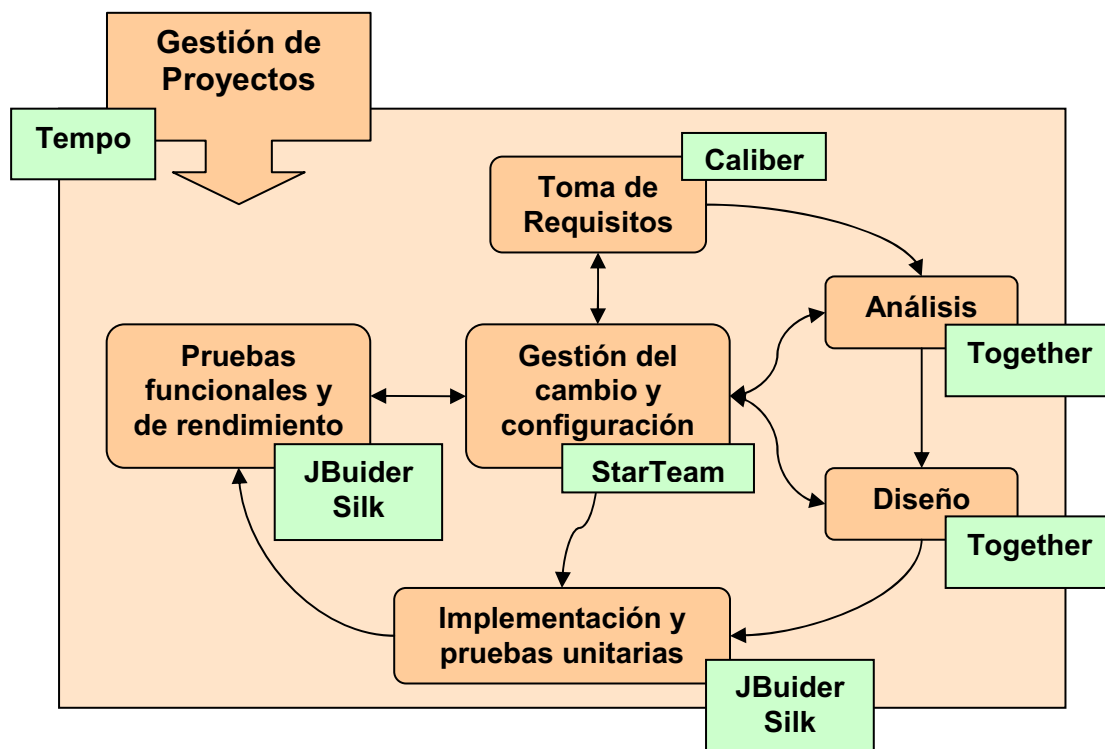 Gestión de
Proyectos
Tempo
Caliber
Toma de
Requisitos
Análisis
Together
Pruebas
funcionales y
de rendimiento
JBuider
Silk
Gestión del
cambio y
configuración
StarTeam
Diseño
Together
Implementación y
pruebas unitarias
JBuider
Silk